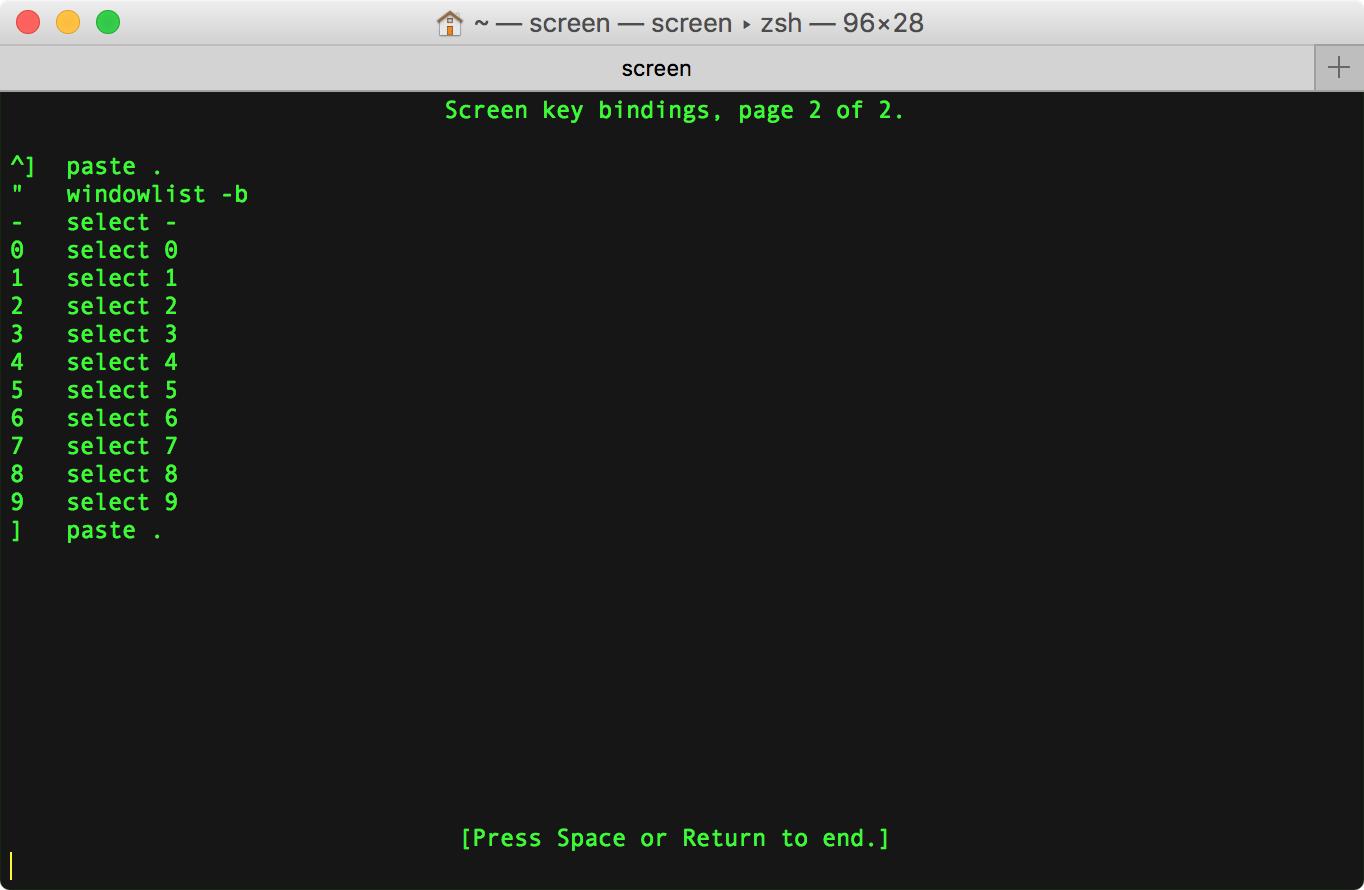 ~ — screen — screen ▸ zsh — 96×28
screen
Screen key bindings, page 2 of 2.
^]  paste .
"   windowlist -b
-   select -
0   select 0
1   select 1
2   select 2
3   select 3
4   select 4
5   select 5
6   select 6
7   select 7
8   select 8
9   select 9
]   paste .
[Press Space or Return to end.]